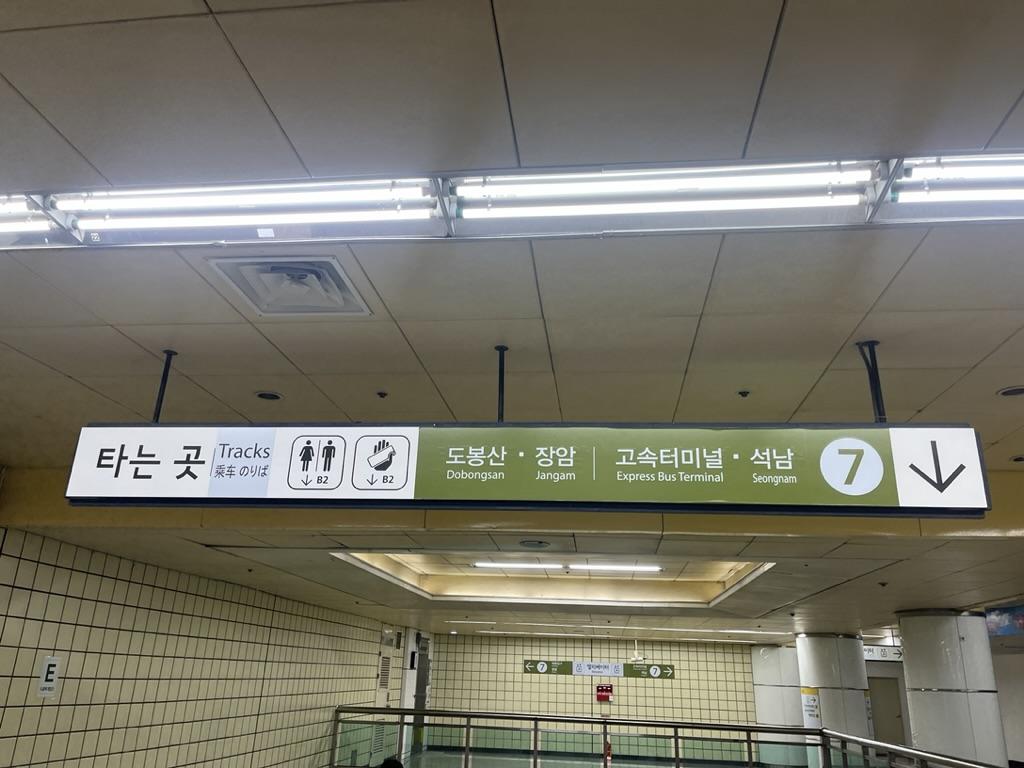 타는 곳
Tracks
乘车 のりば
B2
B2
도봉산 · 장암
Dobongsan Jangam
고속터미널 · 석남
Express Bus Terminal Seongnam
7
E
7
엘리베이터
7